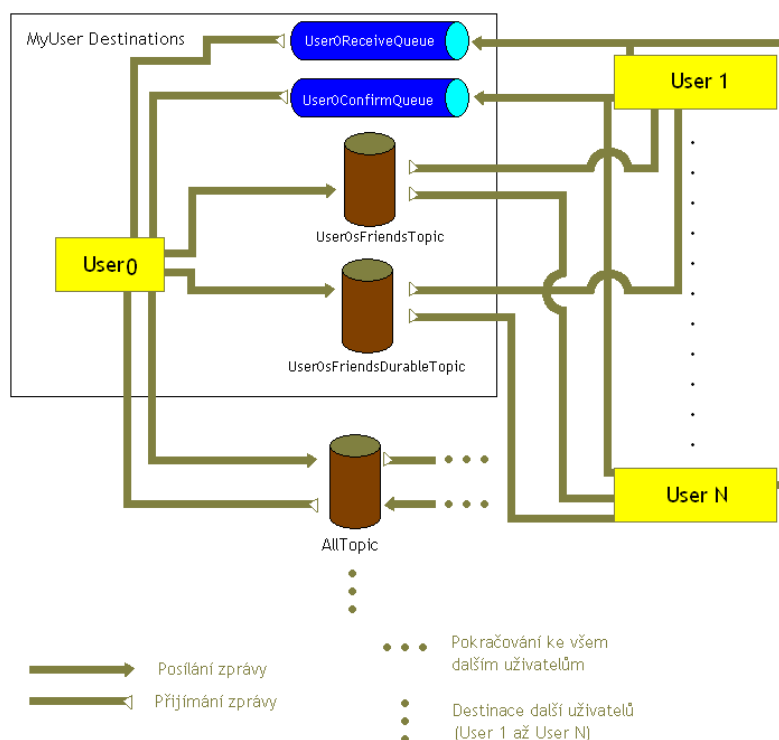 MyUser Destinations
User0ReceiveQueue
User0ConfirmQueue
User 1
User0sFriendsTopic
User0
User0sFriendsDurableTopic
User N
AllTopic
Posílání zprávy
Přijímání zprávy
Pokračování ke všem
dalším uživatelům
Destinace další uživatelů
(User 1 až User N)